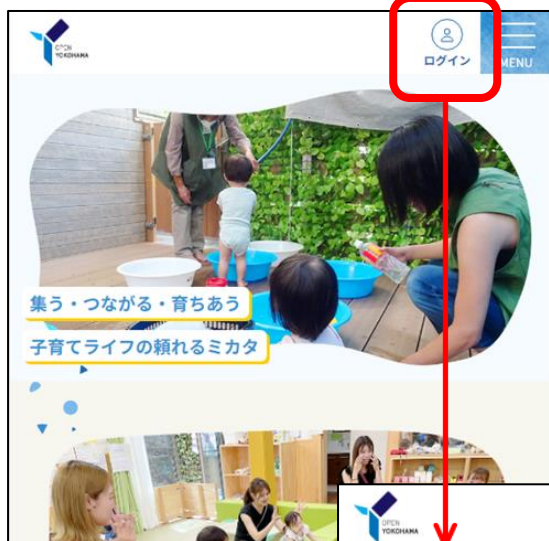 OPEN
YOKOHAMA
ログイン
MENU
集う・つながる・育ちあう
子育てライフの頼れるミカタ
OPEN
YOKOHAMA